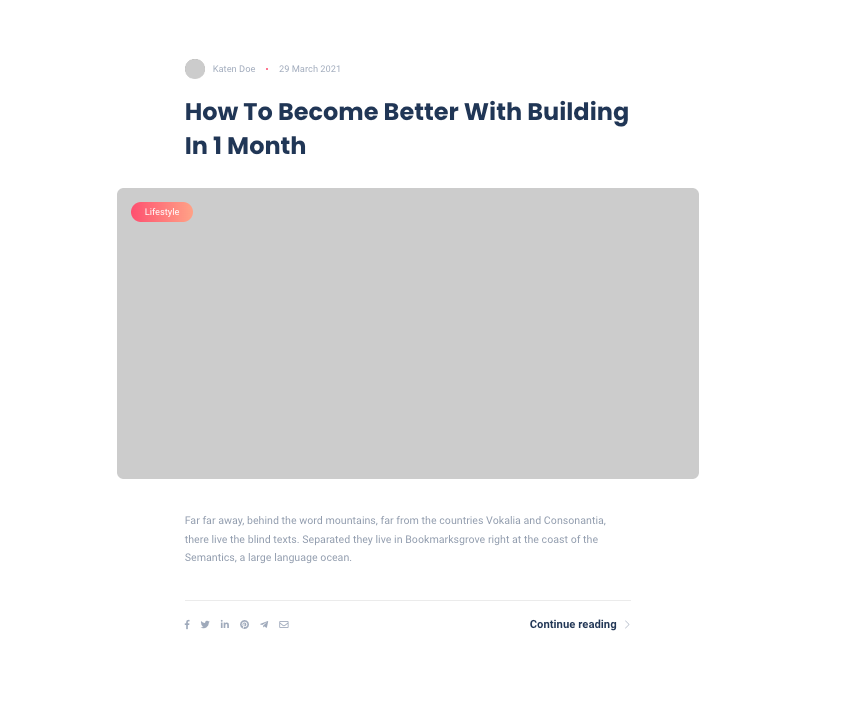 Katen Doe • 29 March 2021
How To Become Better With Building
In 1 Month
Lifestyle
Far far away, behind the word mountains, far from the countries Vokalia and Consonantia,
there live the blind texts. Separated they live in Bookmarksgrove right at the coast of the
Semantics, a large language ocean.
Continue reading